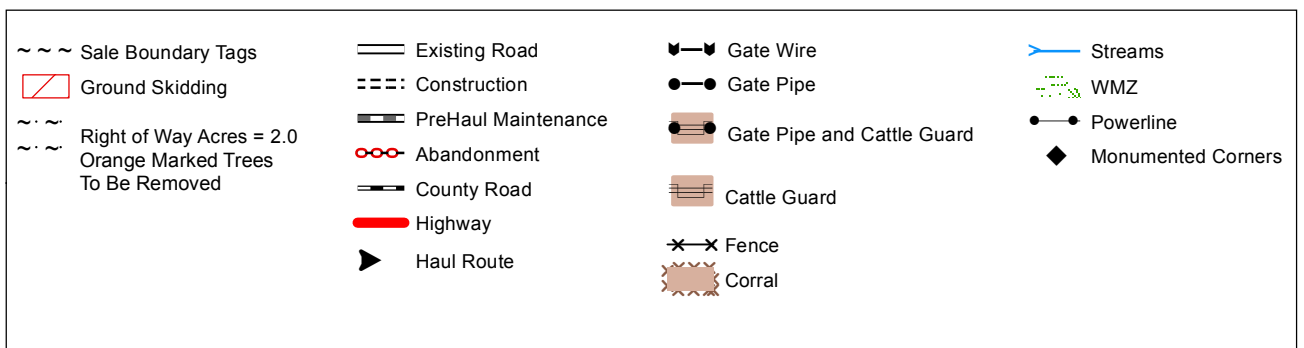 Sale Boundary Tags
Ground Skidding
Right of Way Acres = 2.0
Orange Marked Trees
To Be Removed
Existing Road
Construction
PreHaul Maintenance
Abandonment
County Road
Highway
Haul Route
Gate Wire
Gate Pipe
Gate Pipe and Cattle Guard
Cattle Guard
Fence
Corral
Streams
WMZ
Powerline
Monumented Corners